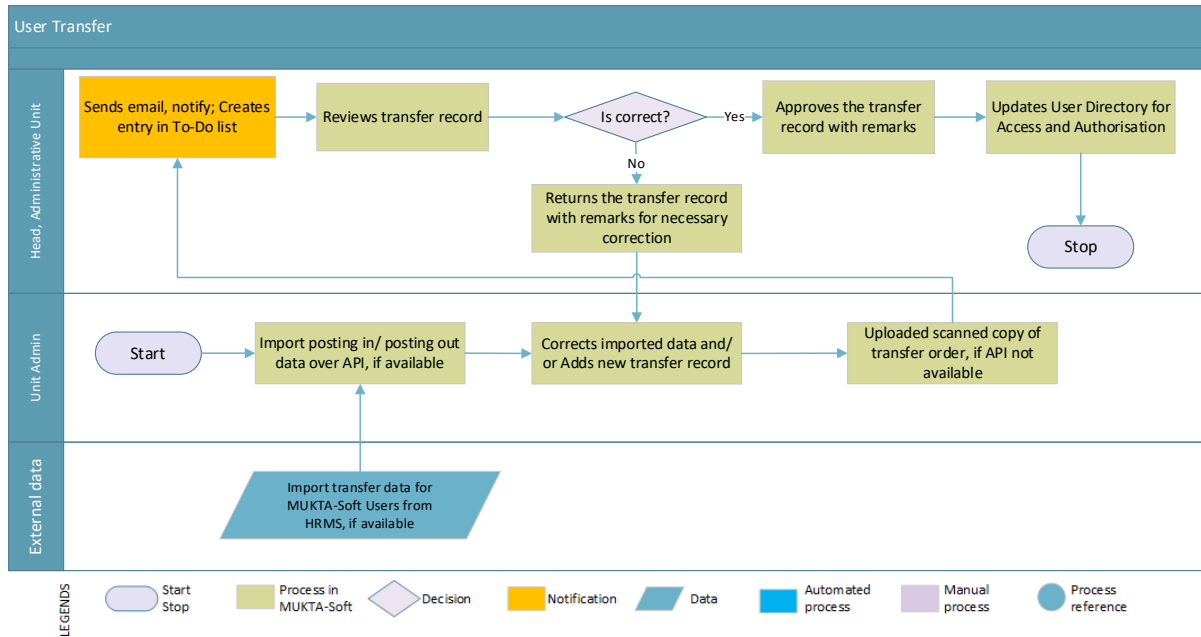 User Transfer
Head, Administrative Unit
Sends email, notify; Creates
entry in To-Do list
Reviews transfer record
Is correct?
Yes
Approves the transfer
record with remarks
Updates User Directory for
Access and Authorisation
No
Returns the transfer record
with remarks for necessary
correction
Stop
Unit Admin
Start
Import posting in/ posting out
data over API, if available
Corrects imported data and/
or Adds new transfer record
Uploaded scanned copy of
transfer order, if API not
available
External data
Import transfer data for
MUKTA-Soft Users from
HRMS, if available
LEGENDS
Start
Stop
Process in
MUKTA-Soft
Decision
Notification
Data
Automated
process
Manual
process
Process
reference